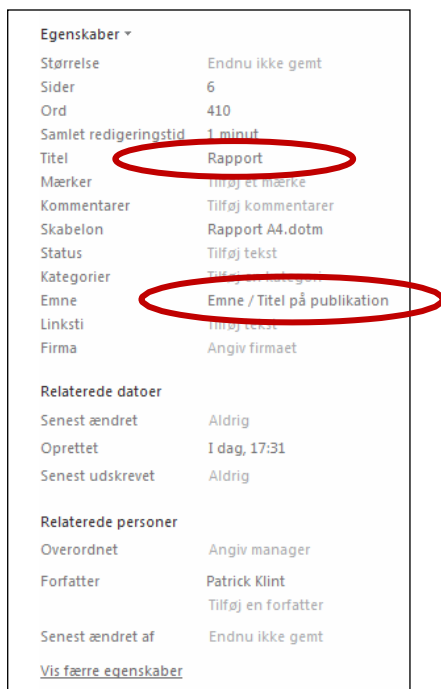 Egenskaber
Størrelse Endnu ikke gemt
Sider 6
Ord 410
Samlet redigeringstid 1 minut
Titel Rapport
Mærker Tilføj et mærke
Kommentarer Tilføj kommentarer
Skabelon Rapport A4.dotm
Status Tilføj tekst
Kategorier Tilføj en kategori
Emne Emne / Titel på publikation
Linksti Tilføj tekst
Firma Angiv firmaet
Relaterede datoer
Senest ændret Aldrig
Oprettet I dag, 17:31
Senest udskrevet Aldrig
Relaterede personer
Overordnet Angiv manager
Forfatter Patrick Klint
Tilføj en forfatter
Senest ændret af Endnu ikke gemt
Vis færre egenskaber